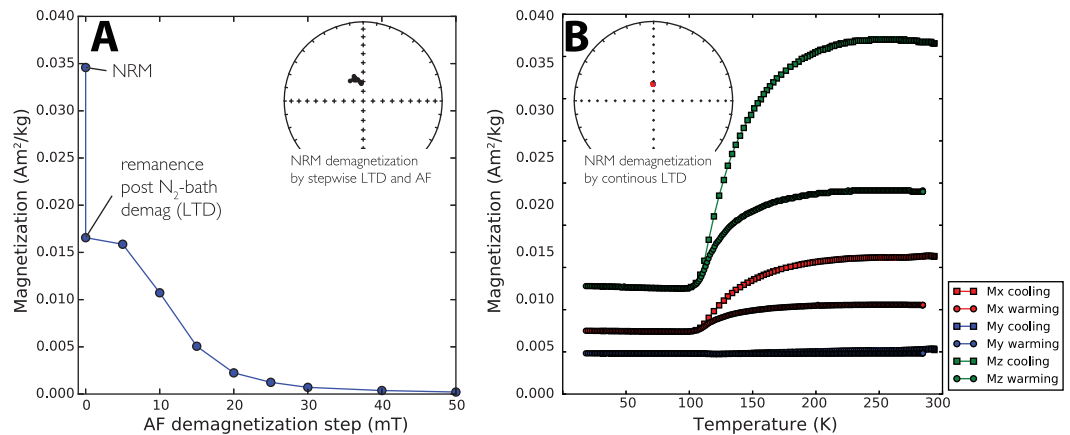 A
0.040
0.035
0.030
0.025
0.020
0.015
0.010
0.005
0.000
Magnetization (Am²/kg)
NRM
remanence
post N₂-bath
demag (LTD)
NRM demagnetization
by stepwise LTD and AF
0
10
20
30
40
50
AF demagnetization step (mT)
B
0.040
0.035
0.030
0.025
0.020
0.015
0.010
0.005
0.000
Magnetization (Am²/kg)
NRM demagnetization
by continous LTD
50
100
150
200
250
300
Temperature (K)
Mx cooling
Mx warming
My cooling
My warming
Mz cooling
Mz warming